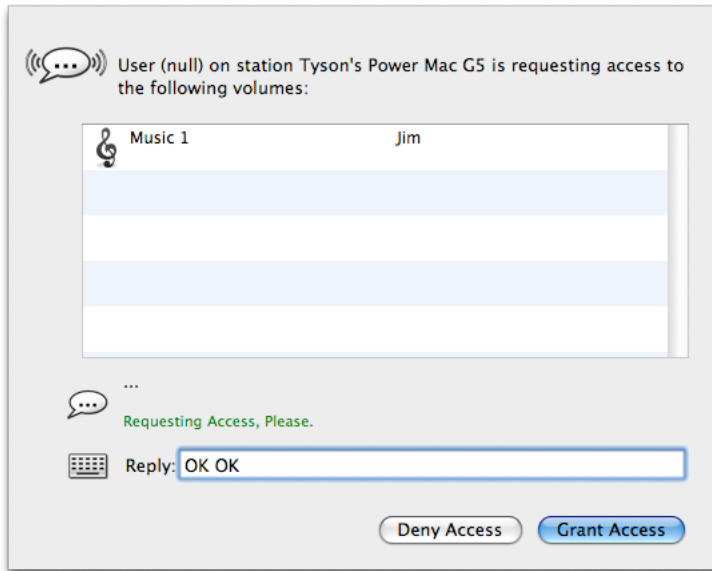 User (null) on station Tyson's Power Mac G5 is requesting access to
the following volumes:
Music 1 Jim
...
Requesting Access, Please.
Reply: OK OK
Deny Access Grant Access